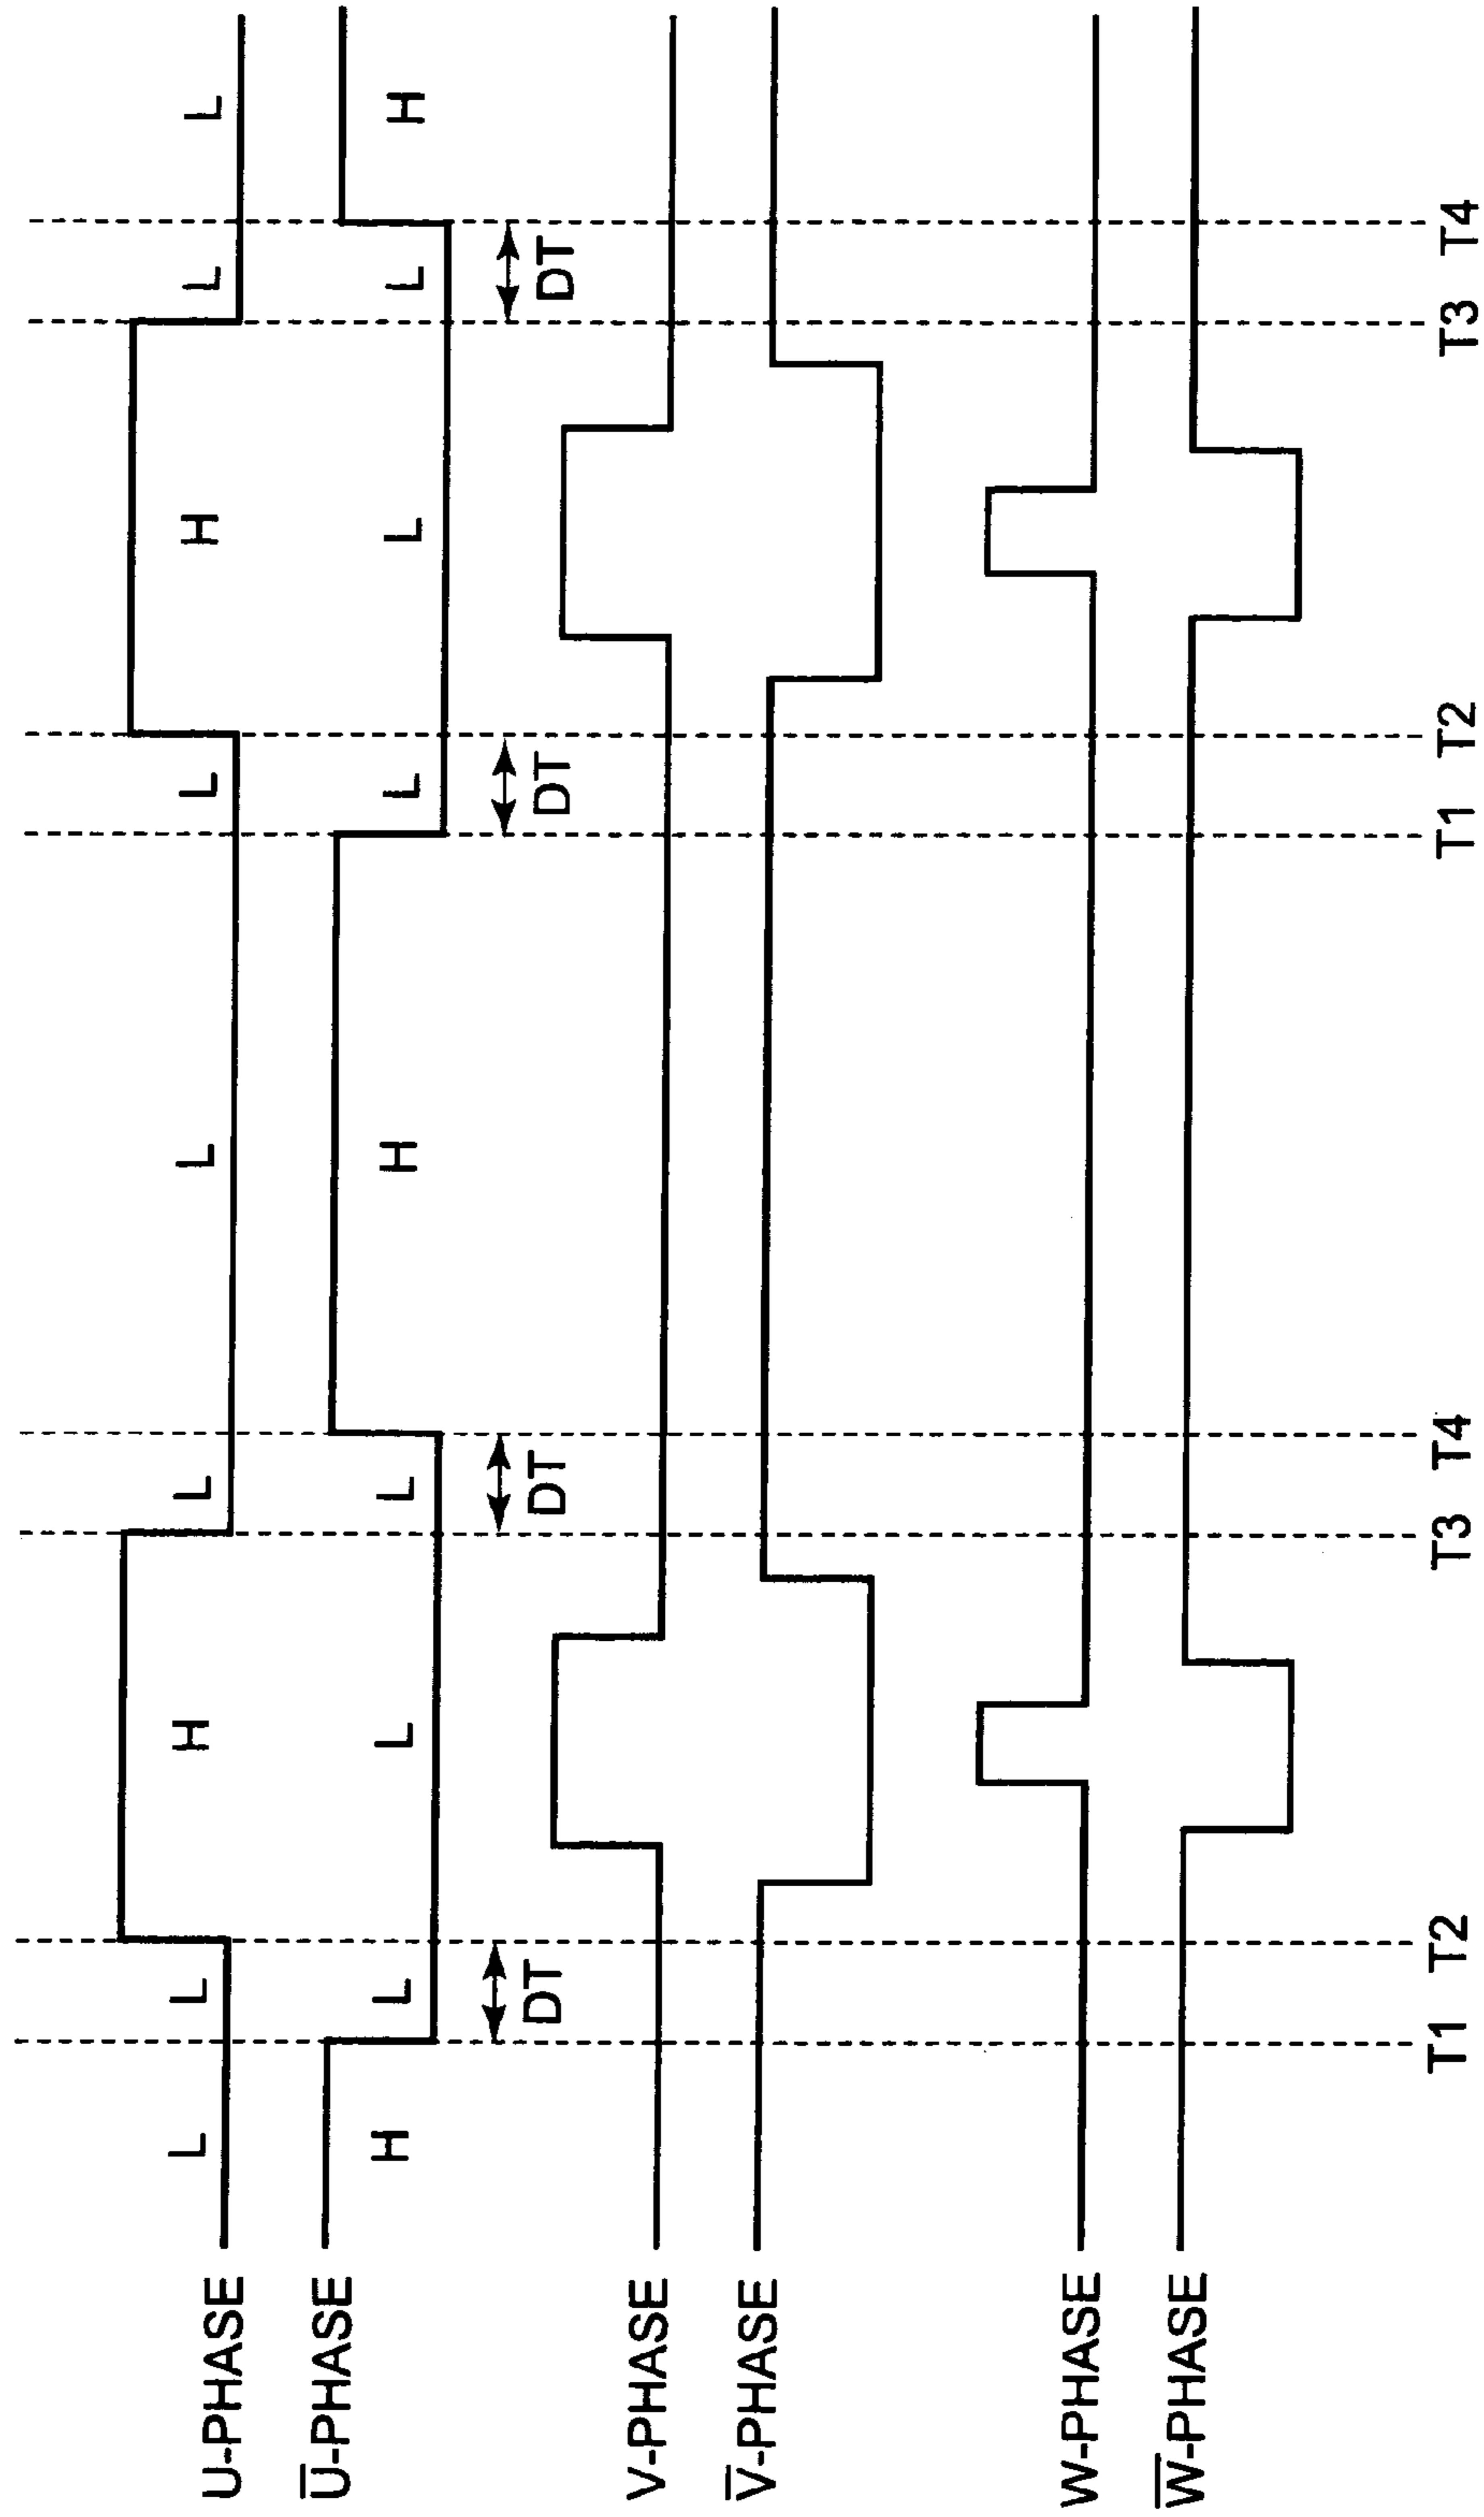 U-PHASE L L H L L L H L L
U̅-PHASE H L L L H L L L H
DT DT DT DT
V-PHASE
V̅-PHASE
W-PHASE
W̅-PHASE
T1 T2 T3 T4 T1 T2 T3 T4